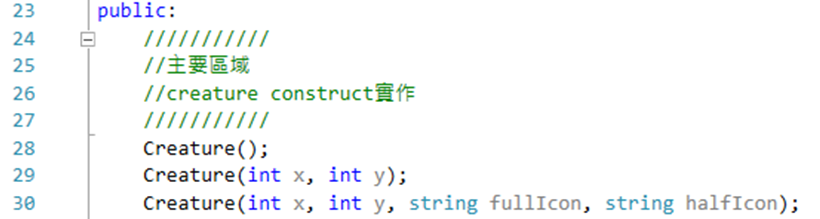 23 public:
24 ///////////
25 //主要區域
26 //creature construct實作
27 ///////////
28 Creature();
29 Creature(int x, int y);
30 Creature(int x, int y, string fullIcon, string halfIcon);